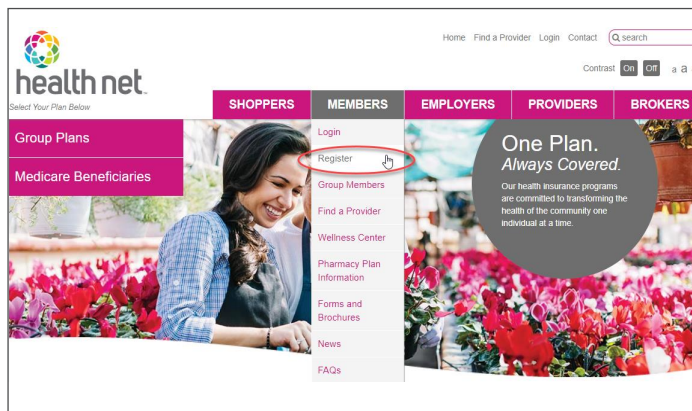 Home Find a Provider Login Contact search
Contrast On Off a a
health net
Select Your Plan Below
SHOPPERS MEMBERS EMPLOYERS PROVIDERS BROKERS
Group Plans
Medicare Beneficiaries
Login
Register
Group Members
Find a Provider
Wellness Center
Pharmacy Plan
Information
Forms and
Brochures
News
FAQs
One Plan.
Always Covered.
Our health insurance programs
are committed to transforming the
health of the community one
individual at a time.